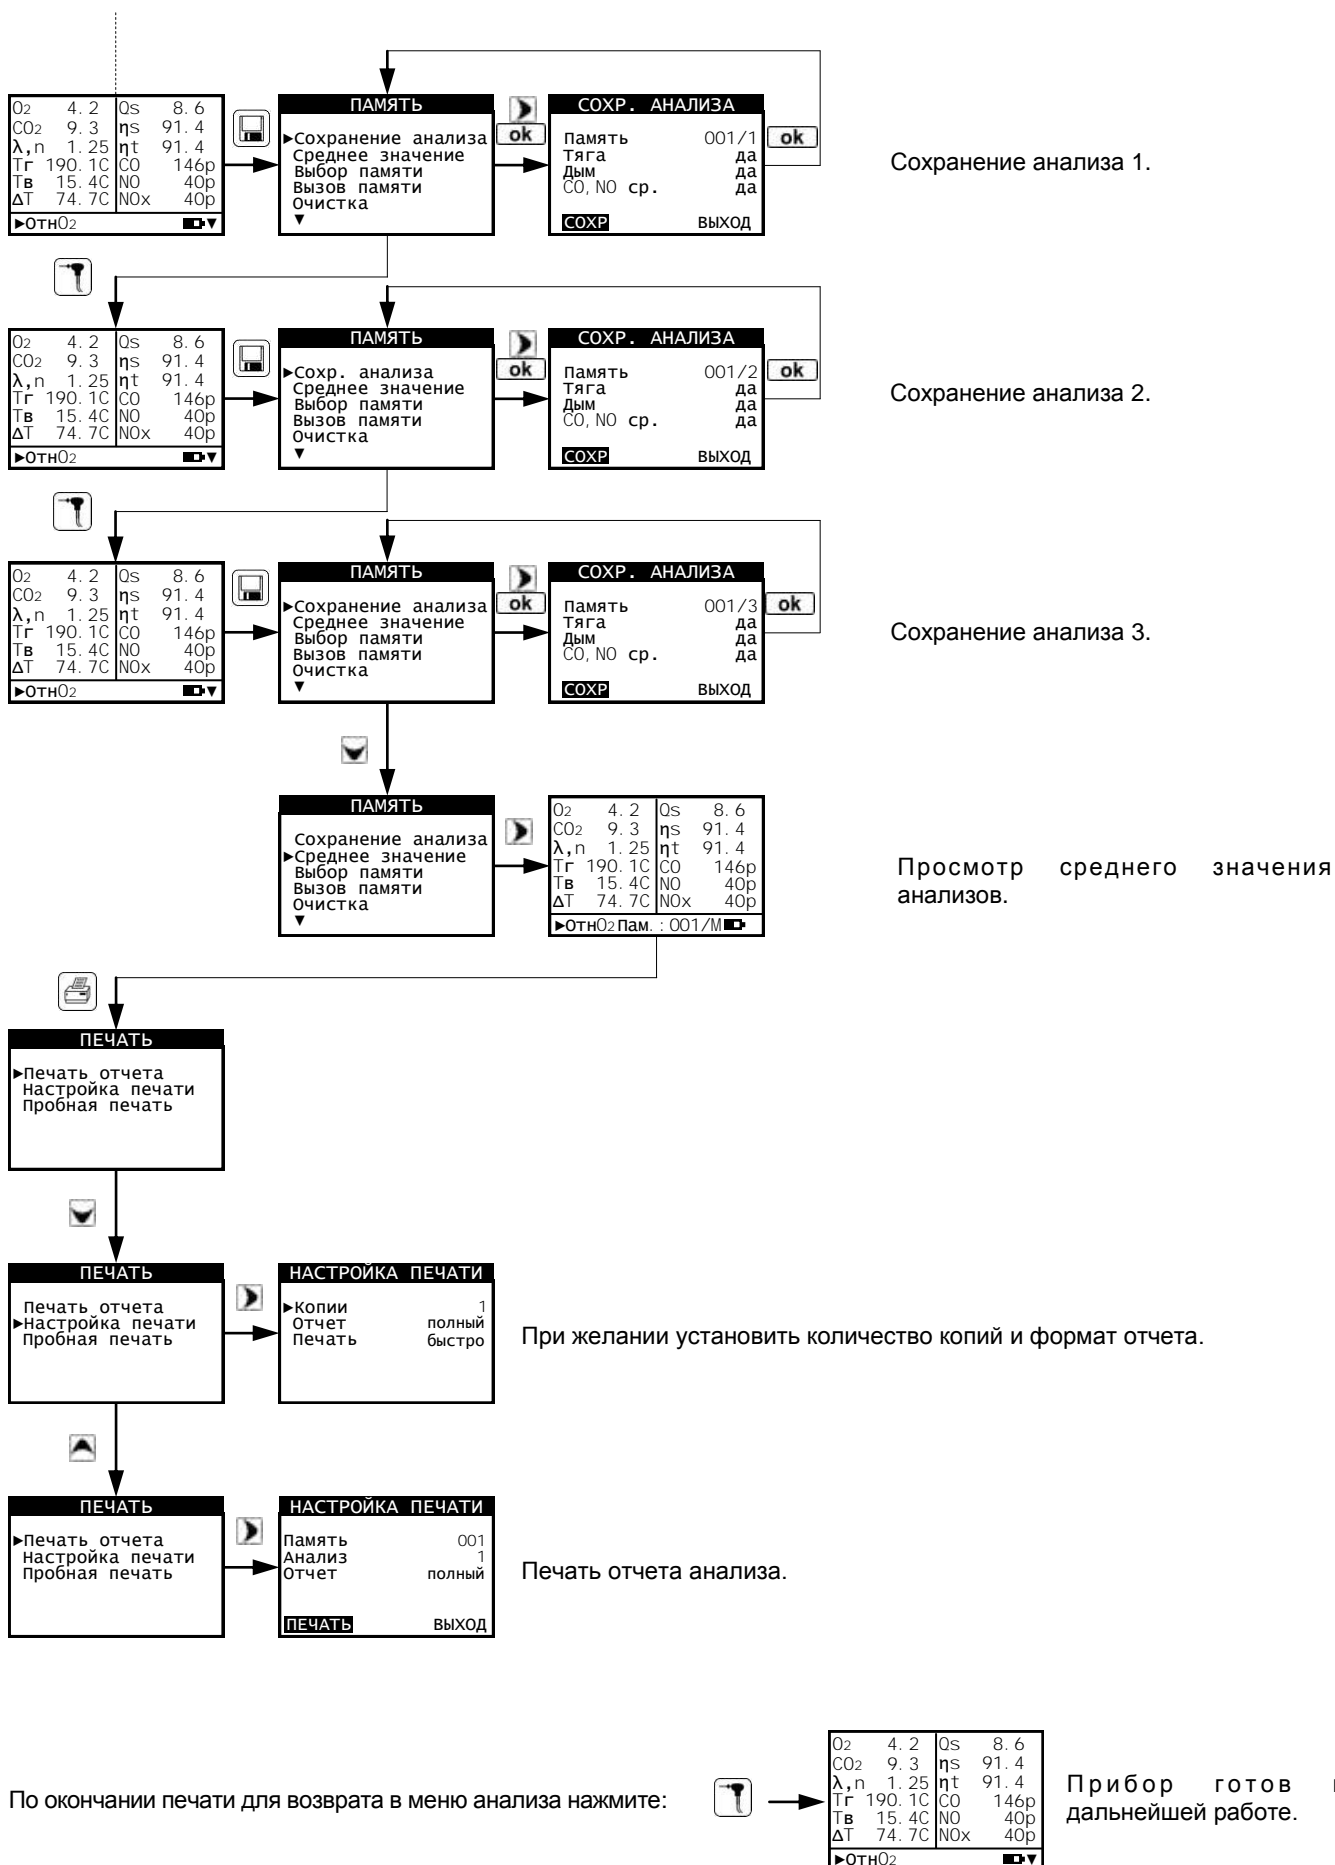 O2 4.2 Qs 8.6
CO2 9.3 ηs 91.4
λ,n 1.25 ηt 91.4
Tг 190.1C CO 146p
Tв 15.4C NO 40p
ΔT 74.7C NOx 40p
►ОтнO2 ▼
ПАМЯТЬ
►Сохранение анализа
Среднее значение
Выбор памяти
Вызов памяти
Очистка
▼
ok
СОХР. АНАЛИЗА
Память 001/1
Тяга да
Дым да
CO,NO ср. да
СОХР ВЫХОД
ok
Сохранение анализа 1.
O2 4.2 Qs 8.6
CO2 9.3 ηs 91.4
λ,n 1.25 ηt 91.4
Tг 190.1C CO 146p
Tв 15.4C NO 40p
ΔT 74.7C NOx 40p
►ОтнO2 ▼
ПАМЯТЬ
►Сохр. анализа
Среднее значение
Выбор памяти
Вызов памяти
Очистка
▼
ok
СОХР. АНАЛИЗА
Память 001/2
Тяга да
Дым да
CO,NO ср. да
СОХР ВЫХОД
ok
Сохранение анализа 2.
O2 4.2 Qs 8.6
CO2 9.3 ηs 91.4
λ,n 1.25 ηt 91.4
Tг 190.1C CO 146p
Tв 15.4C NO 40p
ΔT 74.7C NOx 40p
►ОтнO2 ▼
ПАМЯТЬ
►Сохранение анализа
Среднее значение
Выбор памяти
Вызов памяти
Очистка
▼
ok
СОХР. АНАЛИЗА
Память 001/3
Тяга да
Дым да
CO,NO ср. да
СОХР ВЫХОД
ok
Сохранение анализа 3.
ПАМЯТЬ
Сохранение анализа
►Среднее значение
Выбор памяти
Вызов памяти
Очистка
▼
O2 4.2 Qs 8.6
CO2 9.3 ηs 91.4
λ,n 1.25 ηt 91.4
Tг 190.1C CO 146p
Tв 15.4C NO 40p
ΔT 74.7C NOx 40p
►ОтнO2 Пам.:001/M
Просмотр среднего значения
анализов.
ПЕЧАТЬ
►Печать отчета
Настройка печати
Пробная печать
ПЕЧАТЬ
Печать отчета
►Настройка печати
Пробная печать
НАСТРОЙКА ПЕЧАТИ
►Копии 1
Отчет полный
Печать быстро
При желании установить количество копий и формат отчета.
ПЕЧАТЬ
►Печать отчета
Настройка печати
Пробная печать
НАСТРОЙКА ПЕЧАТИ
Память 001
Анализ 1
Отчет полный
ПЕЧАТЬ ВЫХОД
Печать отчета анализа.
По окончании печати для возврата в меню анализа нажмите:
O2 4.2 Qs 8.6
CO2 9.3 ηs 91.4
λ,n 1.25 ηt 91.4
Tг 190.1C CO 146p
Tв 15.4C NO 40p
ΔT 74.7C NOx 40p
►ОтнO2 ▼
Прибор готов
дальнейшей работе.